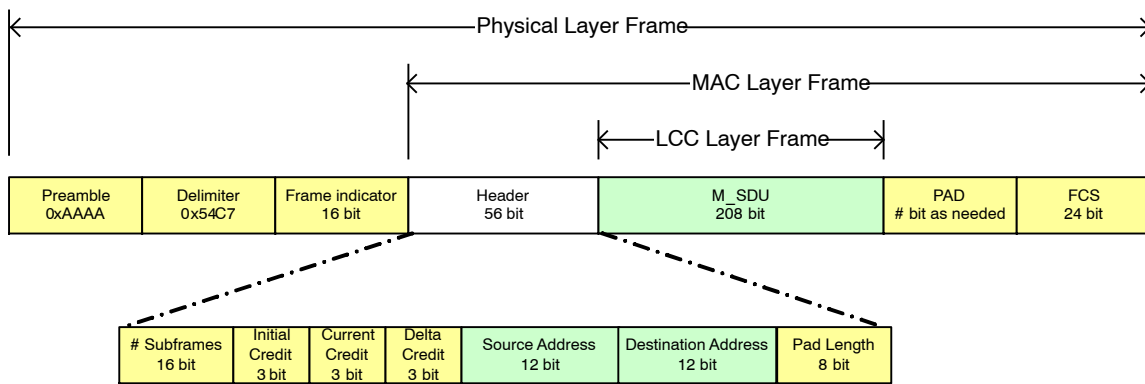 Physical Layer Frame
MAC Layer Frame
LCC Layer Frame
Preamble
0xAAAA
Delimiter
0x54C7
Frame indicator
16 bit
Header
56 bit
M_SDU
208 bit
PAD
# bit as needed
FCS
24 bit
# Subframes
16 bit
Initial
Credit
3 bit
Current
Credit
3 bit
Delta
Credit
3 bit
Source Address
12 bit
Destination Address
12 bit
Pad Length
8 bit